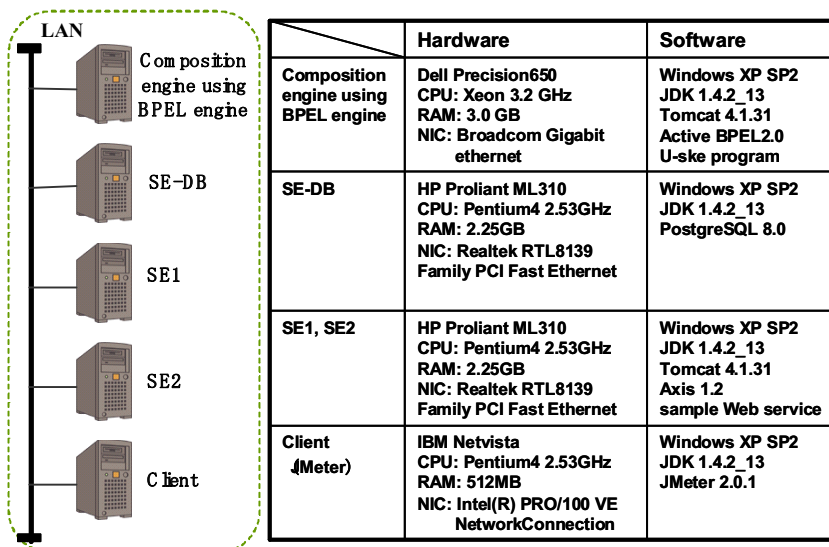 LAN
Composition
engine using
BPEL engine
SE-DB
SE1
SE2
Client
Hardware
Software
Composition
engine using
BPEL engine
Dell Precision650
CPU: Xeon 3.2 GHz
RAM: 3.0 GB
NIC: Broadcom Gigabit
ethernet
Windows XP SP2
JDK 1.4.2_13
Tomcat 4.1.31
Active BPEL2.0
U-ske program
SE-DB
HP Proliant ML310
CPU: Pentium4 2.53GHz
RAM: 2.25GB
NIC: Realtek RTL8139
Family PCI Fast Ethernet
Windows XP SP2
JDK 1.4.2_13
PostgreSQL 8.0
SE1, SE2
HP Proliant ML310
CPU: Pentium4 2.53GHz
RAM: 2.25GB
NIC: Realtek RTL8139
Family PCI Fast Ethernet
Windows XP SP2
JDK 1.4.2_13
Tomcat 4.1.31
Axis 1.2
sample Web service
Client
(JMeter)
IBM Netvista
CPU: Pentium4 2.53GHz
RAM: 512MB
NIC: Intel(R) PRO/100 VE
NetworkConnection
Windows XP SP2
JDK 1.4.2_13
JMeter 2.0.1